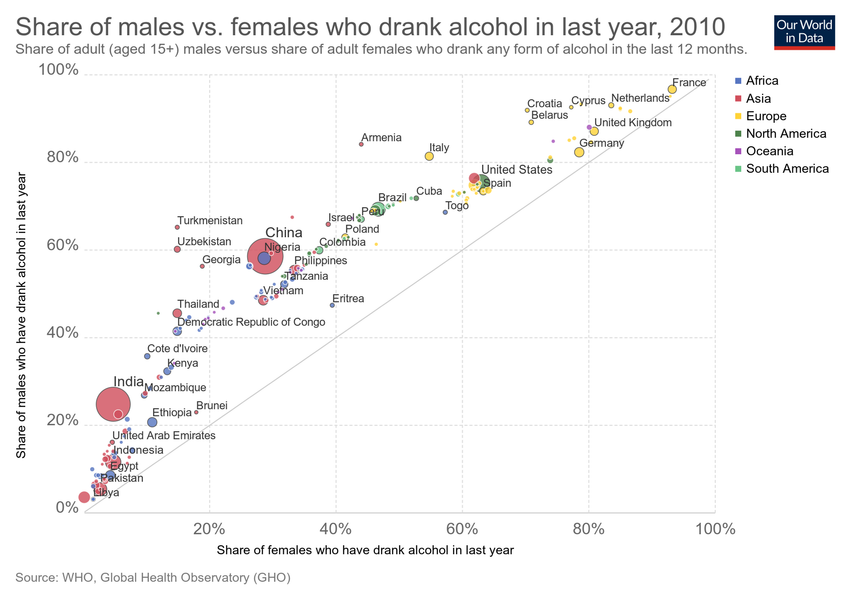 Share of males vs. females who drank alcohol in last year, 2010
Share of adult (aged 15+) males versus share of adult females who drank any form of alcohol in the last 12 months.
Our World
in Data
100%
80%
60%
40%
20%
0%
20%
40%
60%
80%
100%
Share of males who have drank alcohol in last year
Share of females who have drank alcohol in last year
France
Croatia
Cyprus
Netherlands
Belarus
United Kingdom
Armenia
Italy
Germany
United States
Spain
Brazil
Cuba
Togo
Turkmenistan
Israel
Peru
China
Poland
Uzbekistan
Nigeria
Colombia
Georgia
Philippines
Tanzania
Vietnam
Eritrea
Thailand
Democratic Republic of Congo
Cote d'Ivoire
Kenya
India
Mozambique
Ethiopia
Brunei
United Arab Emirates
Indonesia
Egypt
Pakistan
Libya
Africa
Asia
Europe
North America
Oceania
South America
Source: WHO, Global Health Observatory (GHO)